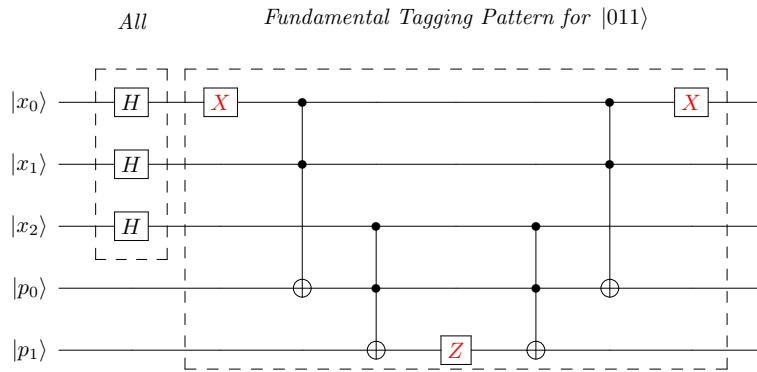 All Fundamental Tagging Pattern for |011⟩
|x₀⟩ H X X
|x₁⟩ H
|x₂⟩ H
|p₀⟩
|p₁⟩ Z